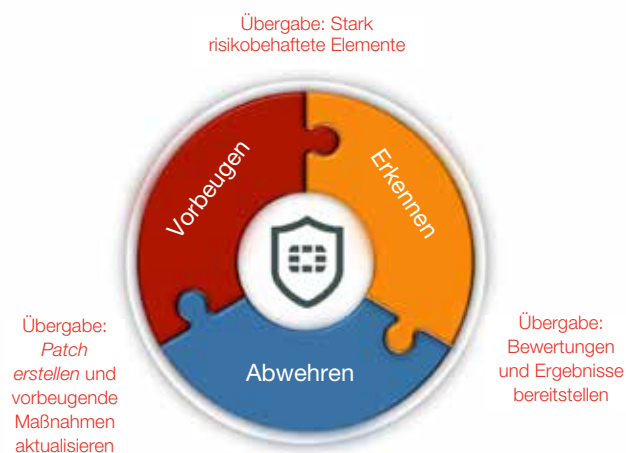 Übergabe: Stark
risikobehaftete Elemente
Vorbeugen
Erkennen
Abwehren
Übergabe:
Patch
erstellen und
vorbeugende
Maßnahmen
aktualisieren
Übergabe:
Bewertungen
und Ergebnisse
bereitstellen